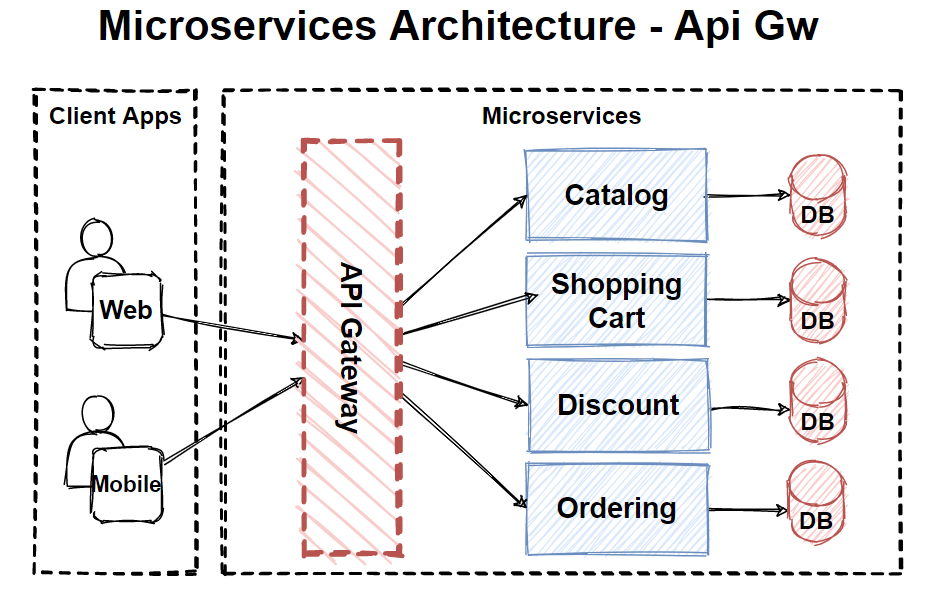 Microservices Architecture - Api Gw
Client Apps
Microservices
Web
Mobile
API Gateway
Catalog
DB
Shopping
Cart
DB
Discount
DB
Ordering
DB